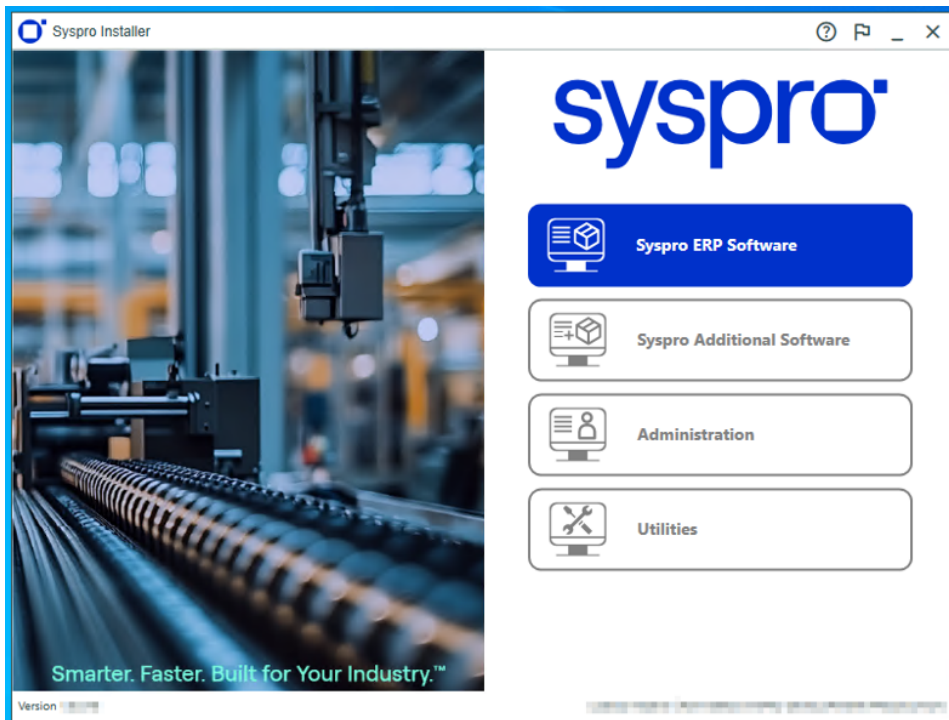 Syspro Installer
syspro
Syspro ERP Software
Syspro Additional Software
Administration
Utilities
Smarter. Faster. Built for Your Industry.™
Version